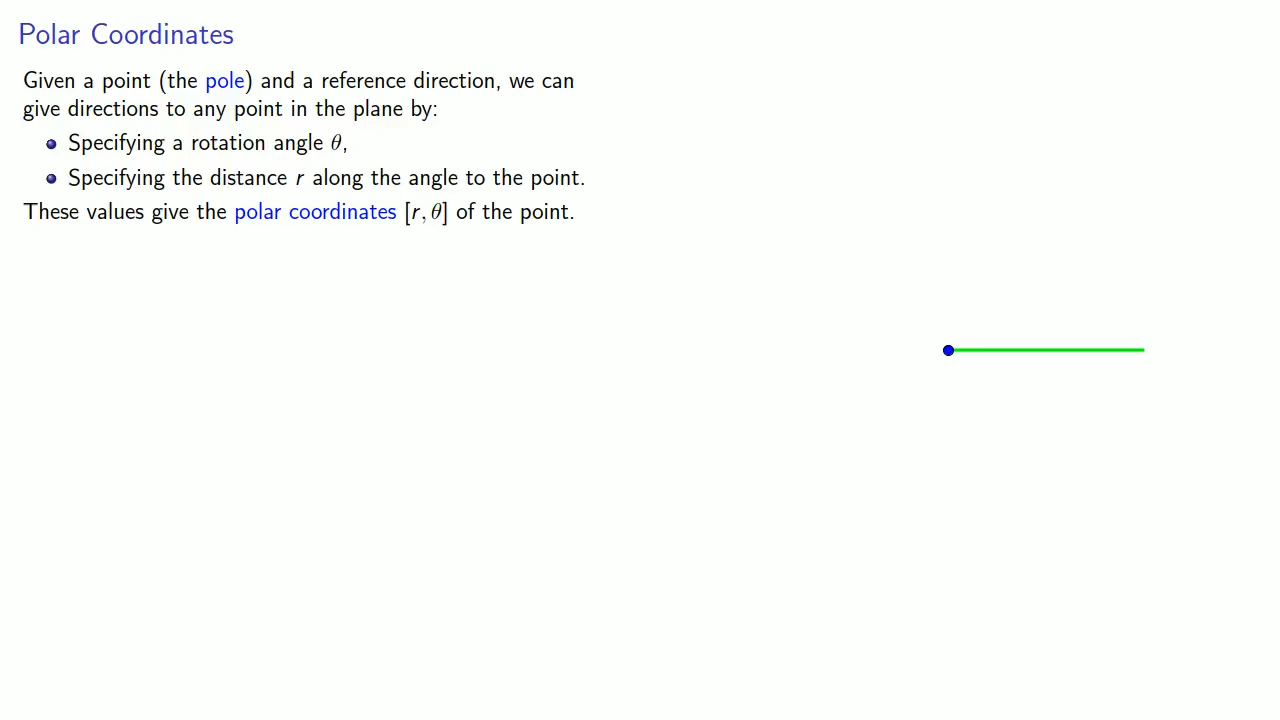 Polar Coordinates
Given a point (the pole) and a reference direction, we can
give directions to any point in the plane by:
Specifying a rotation angle θ,
Specifying the distance r along the angle to the point.
These values give the polar coordinates [r, θ] of the point.